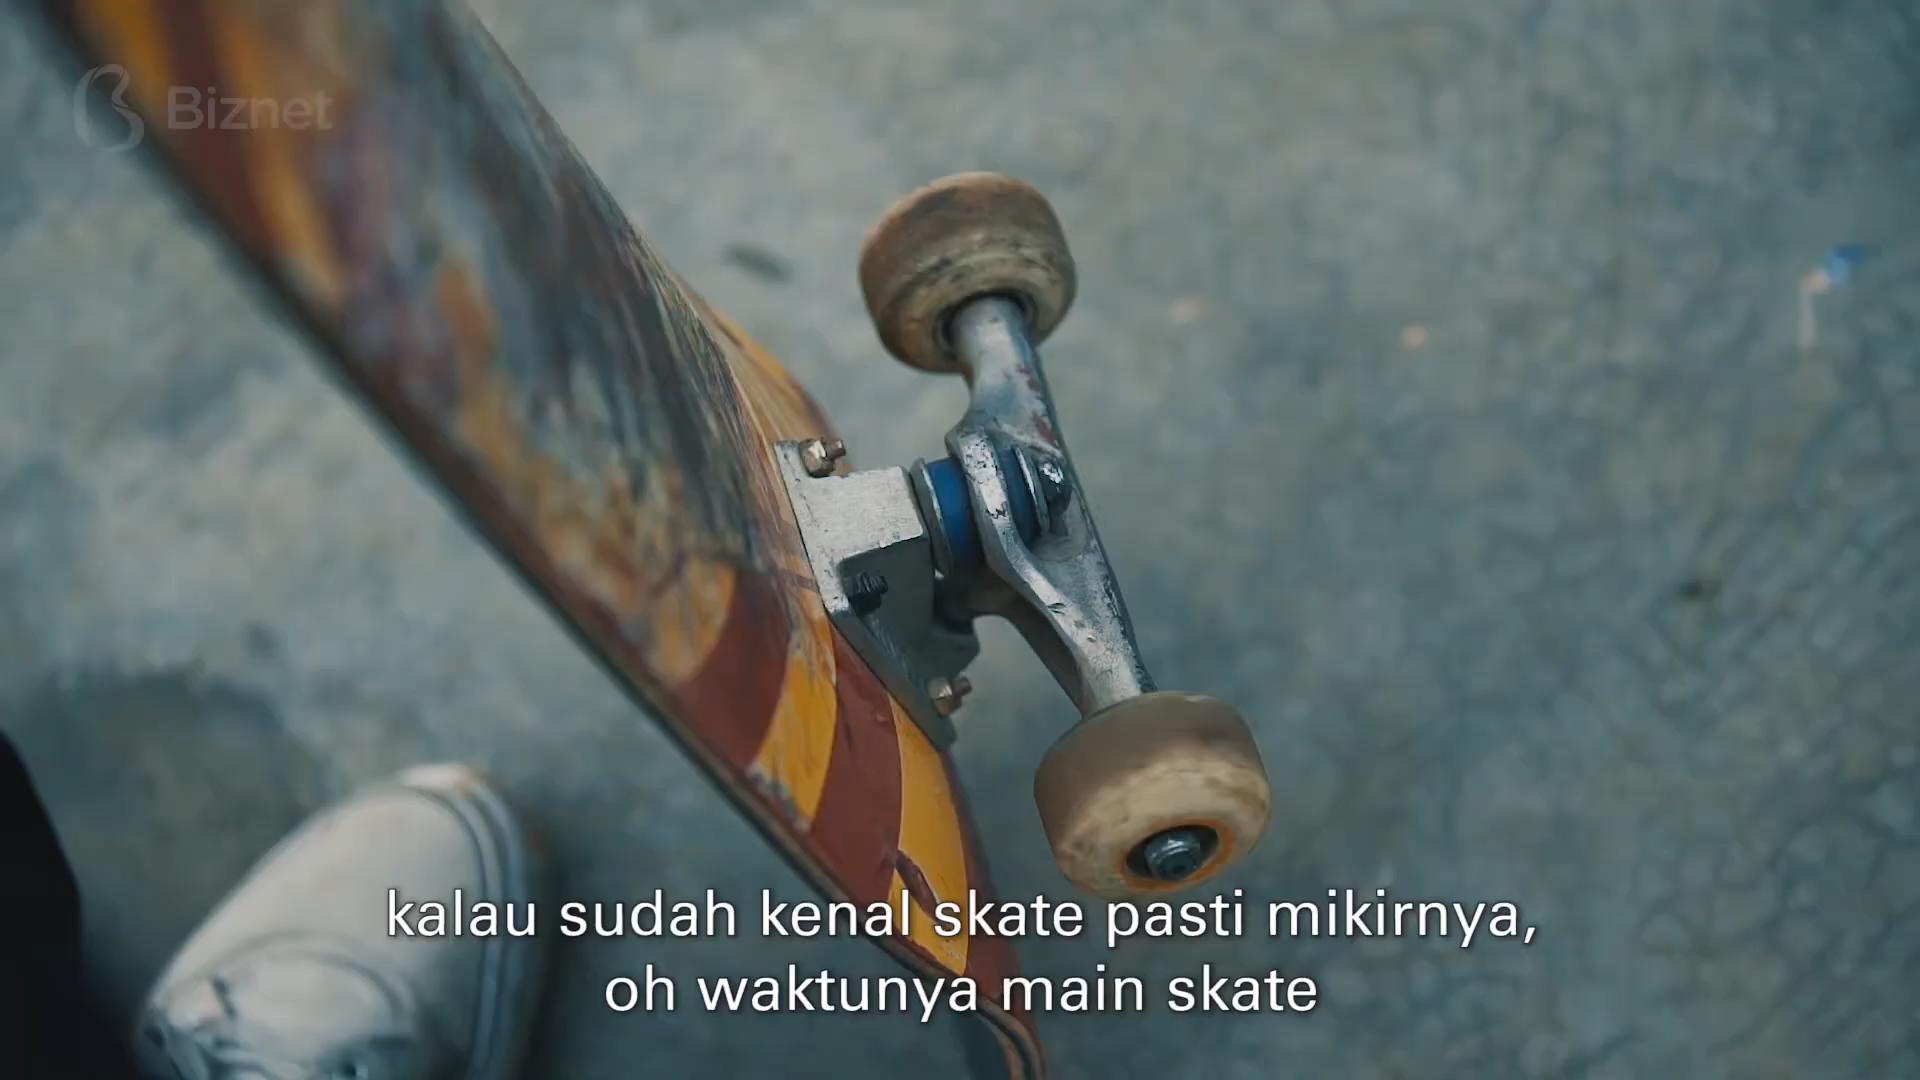 Biznet
kalau sudah kenal skate pasti mikirnya,
oh waktunya main skate